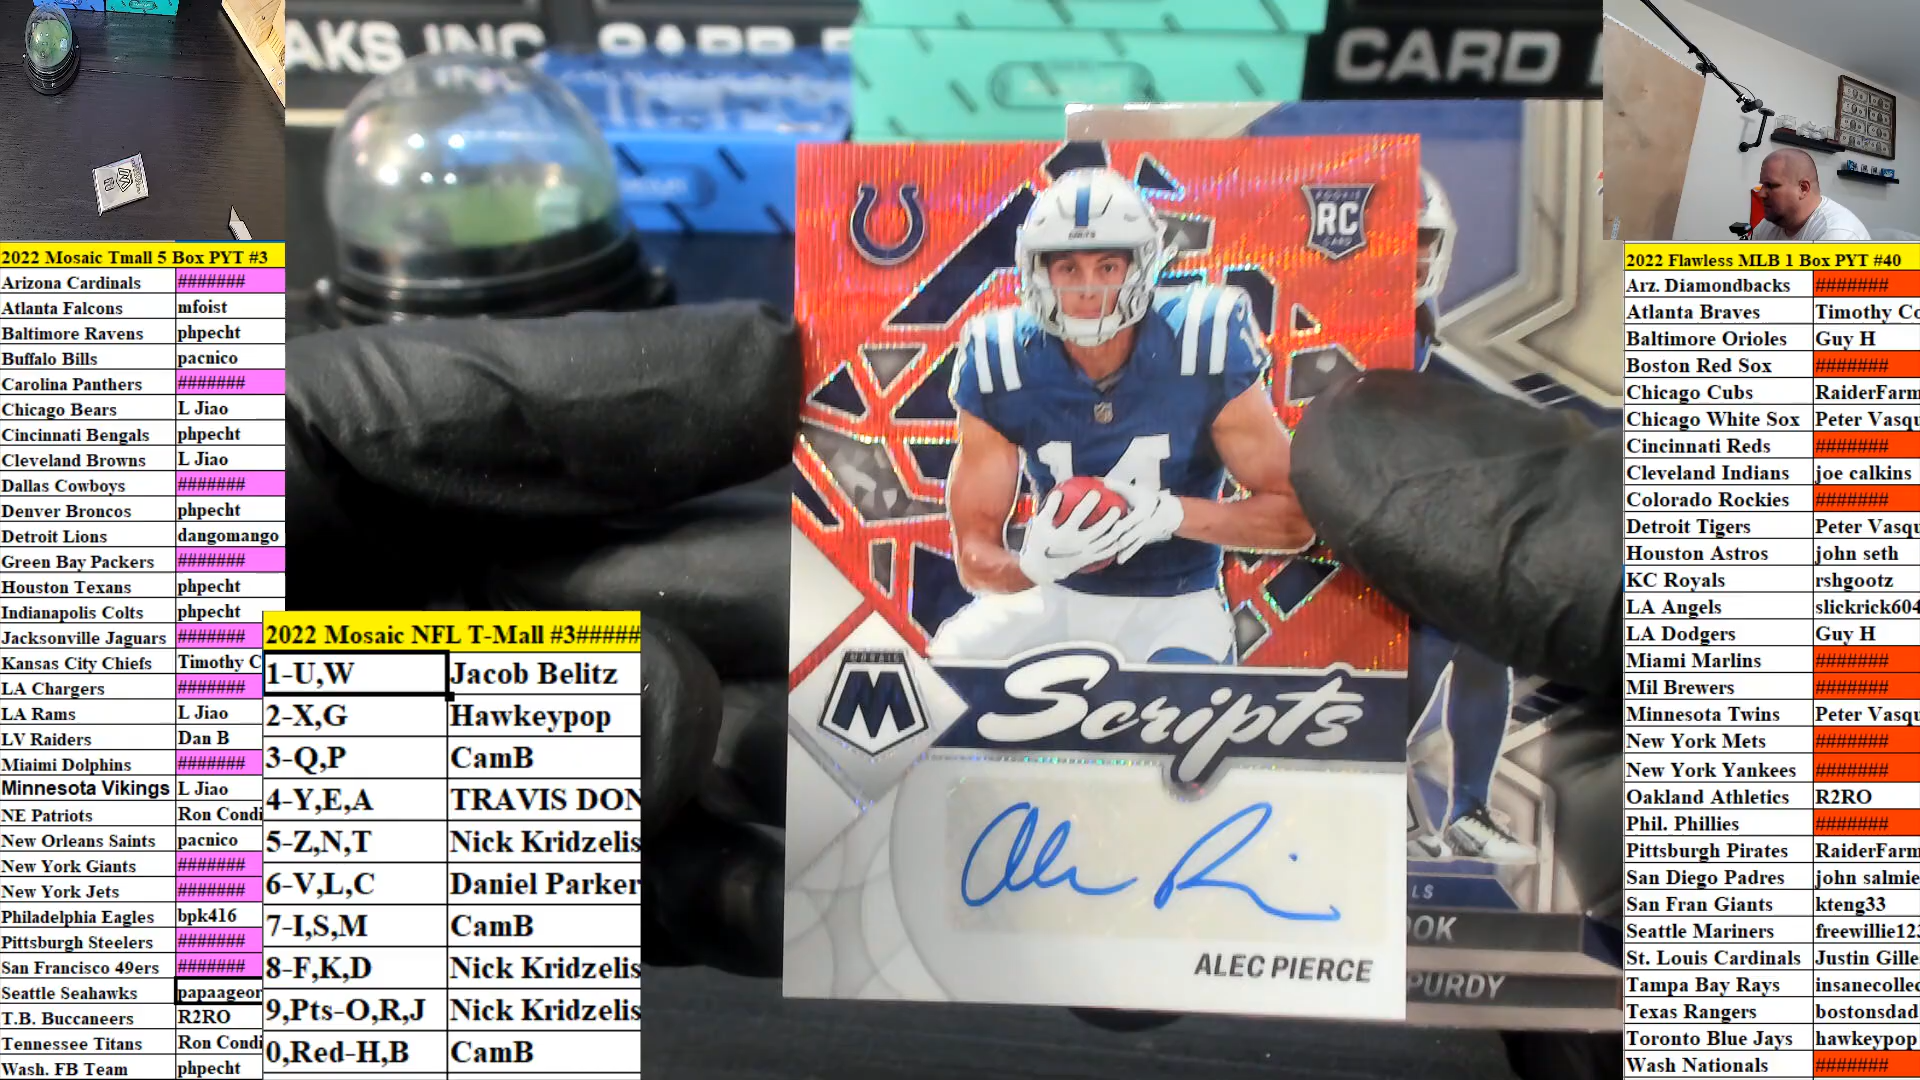 AKS INC
CARD
2022 Mosaic Tmall 5 Box PYT #3
Arizona Cardinals #######
Atlanta Falcons mfoist
Baltimore Ravens phpecht
Buffalo Bills pacnico
Carolina Panthers #######
Chicago Bears L Jiao
Cincinnati Bengals phpecht
Cleveland Browns L Jiao
Dallas Cowboys #######
Denver Broncos phpecht
Detroit Lions dangomango
Green Bay Packers #######
Houston Texans phpecht
Indianapolis Colts phpecht
Jacksonville Jaguars #######
Kansas City Chiefs Timothy C
LA Chargers #######
LA Rams L Jiao
LV Raiders Dan B
Miaimi Dolphins #######
Minnesota Vikings L Jiao
NE Patriots Ron Condi
New Orleans Saints pacnico
New York Giants #######
New York Jets #######
Philadelphia Eagles bpk416
Pittsburgh Steelers #######
San Francisco 49ers #######
Seattle Seahawks papaageor
T.B. Buccaneers R2RO
Tennessee Titans Ron Condi
Wash. FB Team phpecht
2022 Mosaic NFL T-Mall #3#####
1-U,W Jacob Belitz
2-X,G Hawkeypop
3-Q,P CamB
4-Y,E,A TRAVIS DON
5-Z,N,T Nick Kridzelis
6-V,L,C Daniel Parker
7-I,S,M CamB
8-F,K,D Nick Kridzelis
9,Pts-O,R,J Nick Kridzelis
0,Red-H,B CamB
ROOKIE
RC
CARD
COLTS
14
MOSAIC
M
Scripts
ALEC PIERCE
LS
OOK
PURDY
2022 Flawless MLB 1 Box PYT #40
Arz. Diamondbacks #######
Atlanta Braves Timothy Co
Baltimore Orioles Guy H
Boston Red Sox #######
Chicago Cubs RaiderFarm
Chicago White Sox Peter Vasqu
Cincinnati Reds #######
Cleveland Indians joe calkins
Colorado Rockies #######
Detroit Tigers Peter Vasqu
Houston Astros john seth
KC Royals rshgootz
LA Angels slickrick604
LA Dodgers Guy H
Miami Marlins #######
Mil Brewers #######
Minnesota Twins Peter Vasqu
New York Mets #######
New York Yankees #######
Oakland Athletics R2RO
Phil. Phillies #######
Pittsburgh Pirates RaiderFarm
San Diego Padres john salmie
San Fran Giants kteng33
Seattle Mariners freewillie123
St. Louis Cardinals Justin Gille
Tampa Bay Rays insanecollec
Texas Rangers bostonsdad
Toronto Blue Jays hawkeypop
Wash Nationals #######